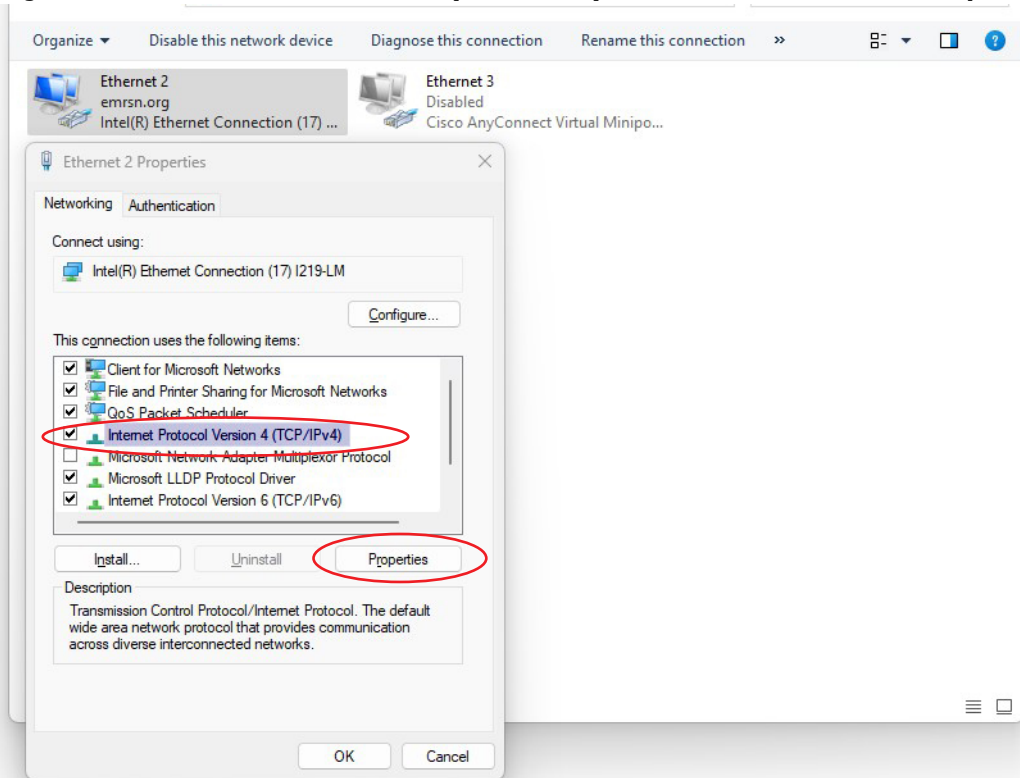 Organize Disable this network device Diagnose this connection Rename this connection »
Ethernet 2
emrsn.org
Intel(R) Ethernet Connection (17) ...
Ethernet 3
Disabled
Cisco AnyConnect Virtual Minipo...
Ethernet 2 Properties
Networking Authentication
Connect using:
Intel(R) Ethernet Connection (17) I219-LM
Configure...
This connection uses the following items:
Client for Microsoft Networks
File and Printer Sharing for Microsoft Networks
QoS Packet Scheduler
Internet Protocol Version 4 (TCP/IPv4)
Microsoft Network Adapter Multiplexor Protocol
Microsoft LLDP Protocol Driver
Internet Protocol Version 6 (TCP/IPv6)
Install... Uninstall Properties
Description
Transmission Control Protocol/Internet Protocol. The default
wide area network protocol that provides communication
across diverse interconnected networks.
OK Cancel